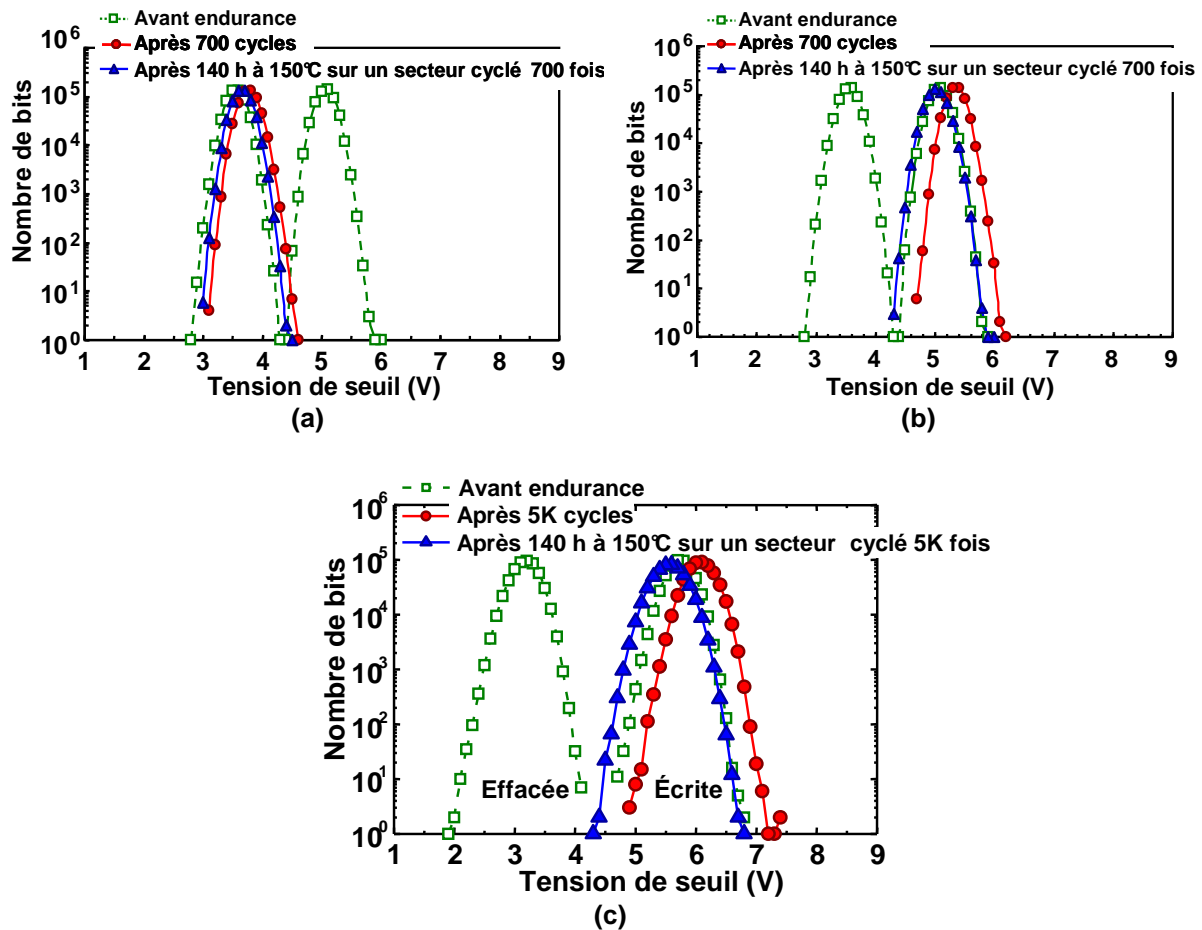 Avant endurance
Après 700 cycles
Après 140 h à 150°C sur un secteur cyclé 700 fois
Nombre de bits
10^6
10^5
10^4
10^3
10^2
10^1
10^0
1 2 3 4 5 6 7 8 9
Tension de seuil (V)
(a)
Avant endurance
Après 700 cycles
Après 140 h à 150°C sur un secteur cyclé 700 fois
Nombre de bits
10^6
10^5
10^4
10^3
10^2
10^1
10^0
1 2 3 4 5 6 7 8 9
Tension de seuil (V)
(b)
Avant endurance
Après 5K cycles
Après 140 h à 150°C sur un secteur cyclé 5K fois
Nombre de bits
10^6
10^5
10^4
10^3
10^2
10^1
10^0
Effacée Écrite
1 2 3 4 5 6 7 8 9
Tension de seuil (V)
(c)